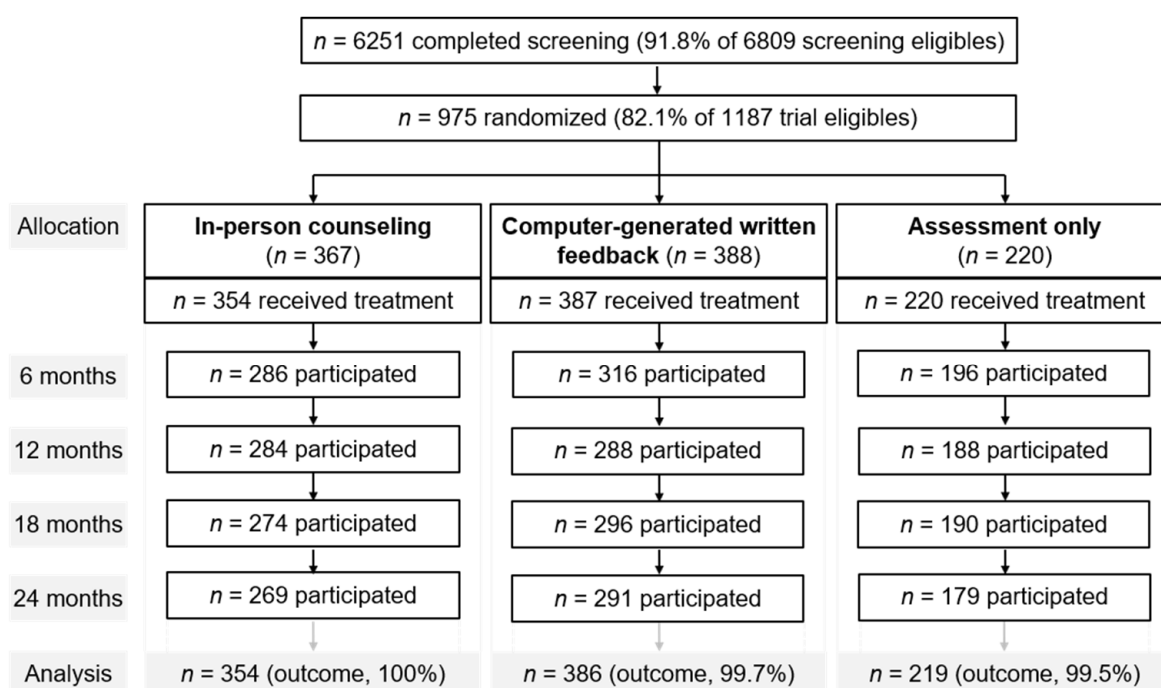 n = 6251 completed screening (91.8% of 6809 screening eligibles)
n = 975 randomized (82.1% of 1187 trial eligibles)
Allocation
In-person counseling
(n = 367)
Computer-generated written
feedback (n = 388)
Assessment only
(n = 220)
n = 354 received treatment
n = 387 received treatment
n = 220 received treatment
6 months
n = 286 participated
n = 316 participated
n = 196 participated
12 months
n = 284 participated
n = 288 participated
n = 188 participated
18 months
n = 274 participated
n = 296 participated
n = 190 participated
24 months
n = 269 participated
n = 291 participated
n = 179 participated
Analysis
n = 354 (outcome, 100%)
n = 386 (outcome, 99.7%)
n = 219 (outcome, 99.5%)